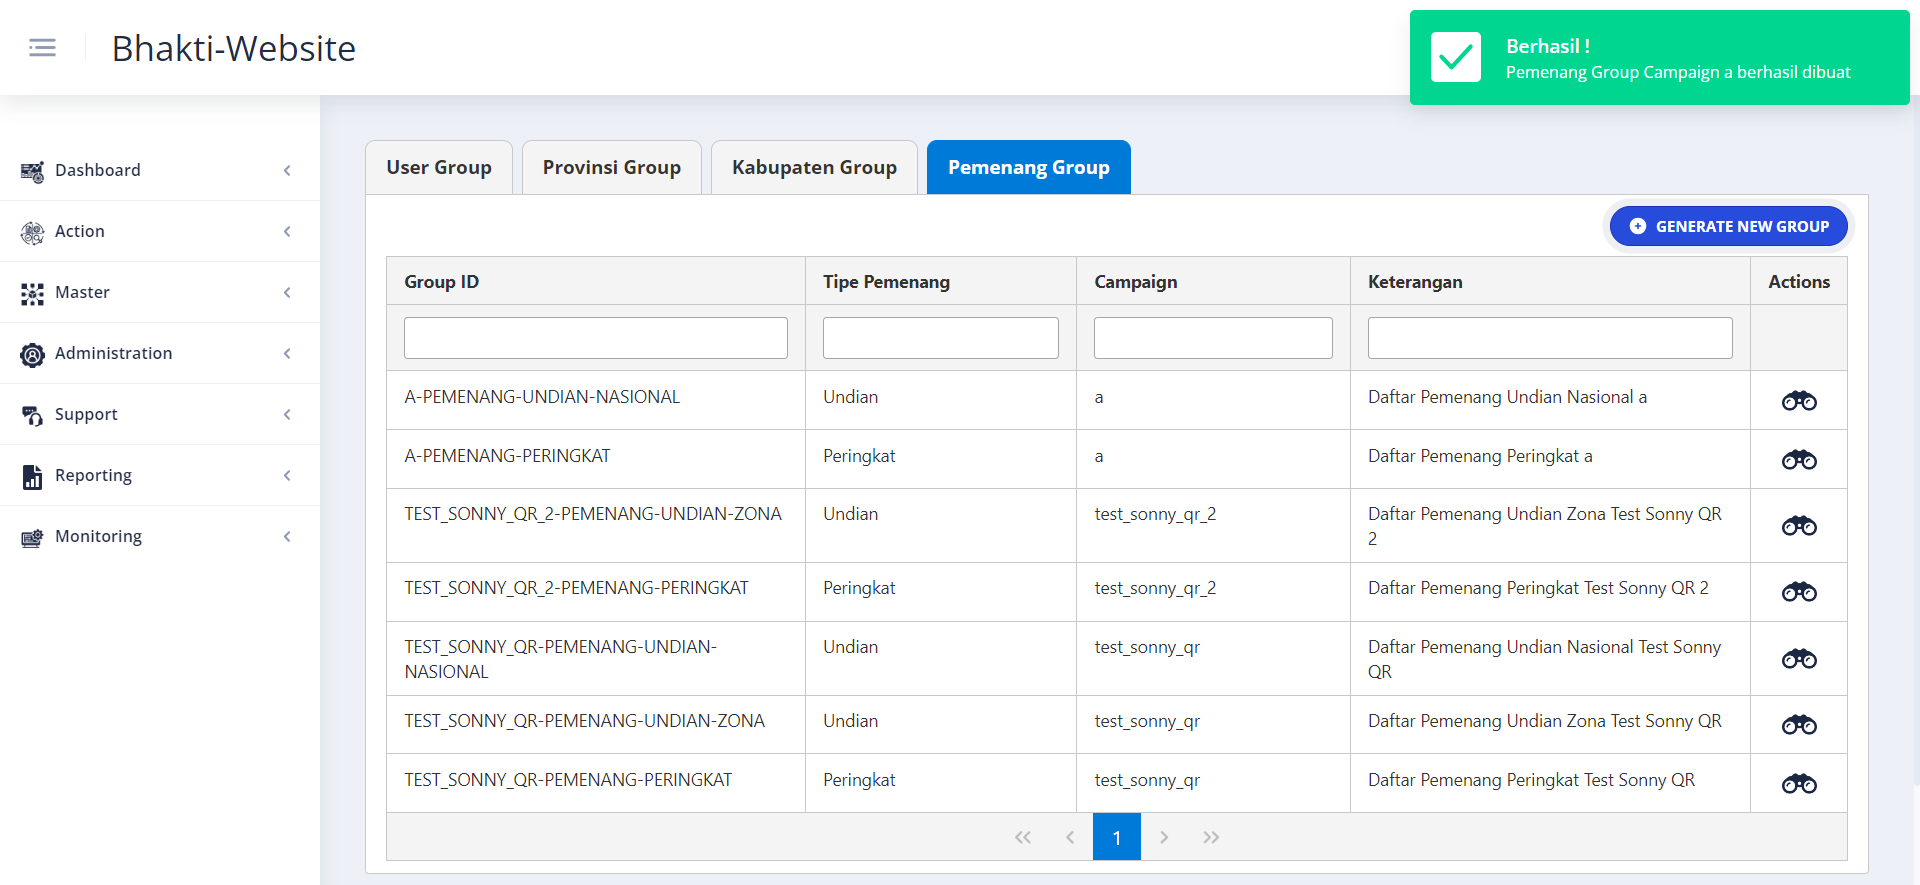 Bhakti-Website
Berhasil !
Pemenang Group Campaign a berhasil dibuat
Dashboard
Action
Master
Administration
Support
Reporting
Monitoring
User Group
Provinsi Group
Kabupaten Group
Pemenang Group
GENERATE NEW GROUP
Group ID
Tipe Pemenang
Campaign
Keterangan
Actions
A-PEMENANG-UNDIAN-NASIONAL
Undian
a
Daftar Pemenang Undian Nasional a
A-PEMENANG-PERINGKAT
Peringkat
a
Daftar Pemenang Peringkat a
TEST_SONNY_QR_2-PEMENANG-UNDIAN-ZONA
Undian
test_sonny_qr_2
Daftar Pemenang Undian Zona Test Sonny QR
2
TEST_SONNY_QR_2-PEMENANG-PERINGKAT
Peringkat
test_sonny_qr_2
Daftar Pemenang Peringkat Test Sonny QR 2
TEST_SONNY_QR-PEMENANG-UNDIAN-
NASIONAL
Undian
test_sonny_qr
Daftar Pemenang Undian Nasional Test Sonny
QR
TEST_SONNY_QR-PEMENANG-UNDIAN-ZONA
Undian
test_sonny_qr
Daftar Pemenang Undian Zona Test Sonny QR
TEST_SONNY_QR-PEMENANG-PERINGKAT
Peringkat
test_sonny_qr
Daftar Pemenang Peringkat Test Sonny QR
1